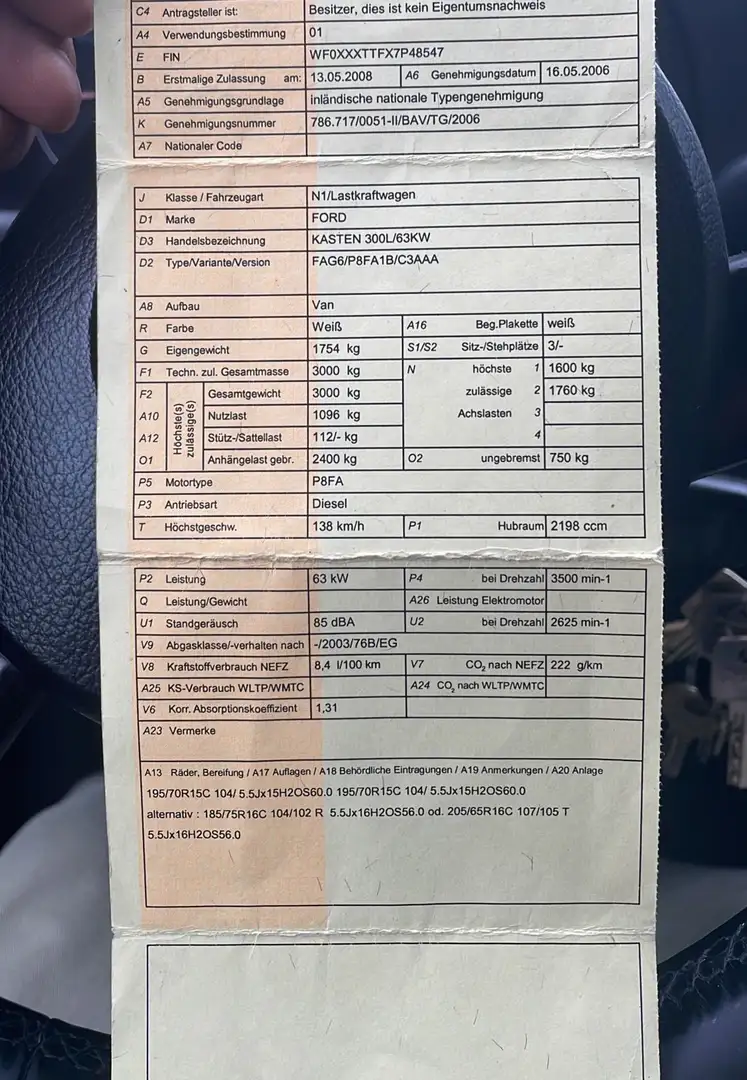 C4 Antragsteller ist: Besitzer, dies ist kein Eigentumsnachweis
A4 Verwendungsbestimmung 01
E FIN WF0XXXTTFX7P48547
B Erstmalige Zulassung am: 13.05.2008 A6 Genehmigungsdatum 16.05.2006
A5 Genehmigungsgrundlage inländische nationale Typengenehmigung
K Genehmigungsnummer 786.717/0051-II/BAV/TG/2006
A7 Nationaler Code
J Klasse / Fahrzeugart N1/Lastkraftwagen
D1 Marke FORD
D3 Handelsbezeichnung KASTEN 300L/63KW
D2 Type/Variante/Version FAG6/P8FA1B/C3AAA
A8 Aufbau Van
R Farbe Weiß A16 Beg.Plakette weiß
G Eigengewicht 1754 kg S1/S2 Sitz-/Stehplätze 3/-
F1 Techn. zul. Gesamtmasse 3000 kg N höchste 1 1600 kg
F2 Höchste(s) zulässige(s) Gesamtgewicht 3000 kg zulässige 2 1760 kg
A10 Nutzlast 1096 kg Achslasten 3
A12 Stütz-/Sattellast 112/- kg 4
O1 Anhängelast gebr. 2400 kg O2 ungebremst 750 kg
P5 Motortype P8FA
P3 Antriebsart Diesel
T Höchstgeschw. 138 km/h P1 Hubraum 2198 ccm
P2 Leistung 63 kW P4 bei Drehzahl 3500 min-1
Q Leistung/Gewicht A26 Leistung Elektromotor
U1 Standgeräusch 85 dBA U2 bei Drehzahl 2625 min-1
V9 Abgasklasse/-verhalten nach -/2003/76B/EG
V8 Kraftstoffverbrauch NEFZ 8,4 l/100 km V7 CO₂ nach NEFZ 222 g/km
A25 KS-Verbrauch WLTP/WMTC A24 CO₂ nach WLTP/WMTC
V6 Korr. Absorptionskoeffizient 1,31
A23 Vermerke
A13 Räder, Bereifung / A17 Auflagen / A18 Behördliche Eintragungen / A19 Anmerkungen / A20 Anlage
195/70R15C 104/ 5.5Jx15H2OS60.0 195/70R15C 104/ 5.5Jx15H2OS60.0
alternativ : 185/75R16C 104/102 R 5.5Jx16H2OS56.0 od. 205/65R16C 107/105 T
5.5Jx16H2OS56.0